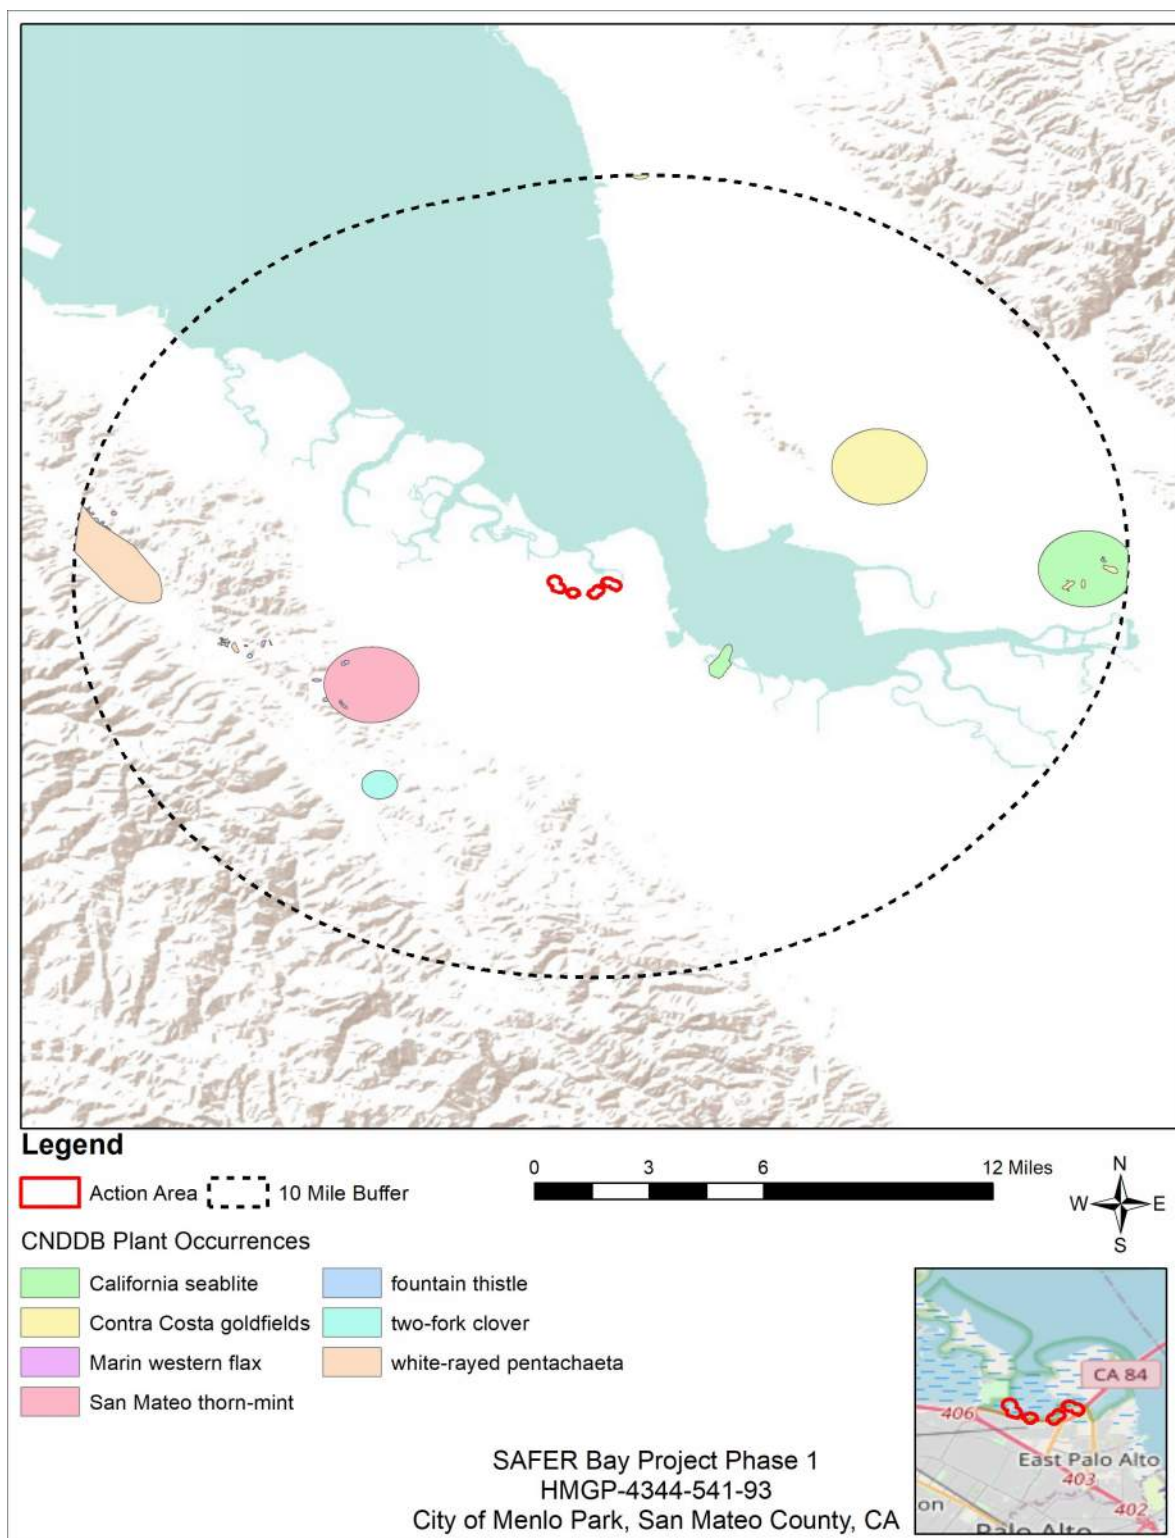 Legend
Action Area
10 Mile Buffer
0 3 6 12 Miles
N
W E
S
CNDDB Plant Occurrences
California seablite
fountain thistle
Contra Costa goldfields
two-fork clover
Marin western flax
white-rayed pentachaeta
San Mateo thorn-mint
SAFER Bay Project Phase 1
HMGP-4344-541-93
City of Menlo Park, San Mateo County, CA
CA 84
406
East Palo Alto
403
on
402
Palo Alto